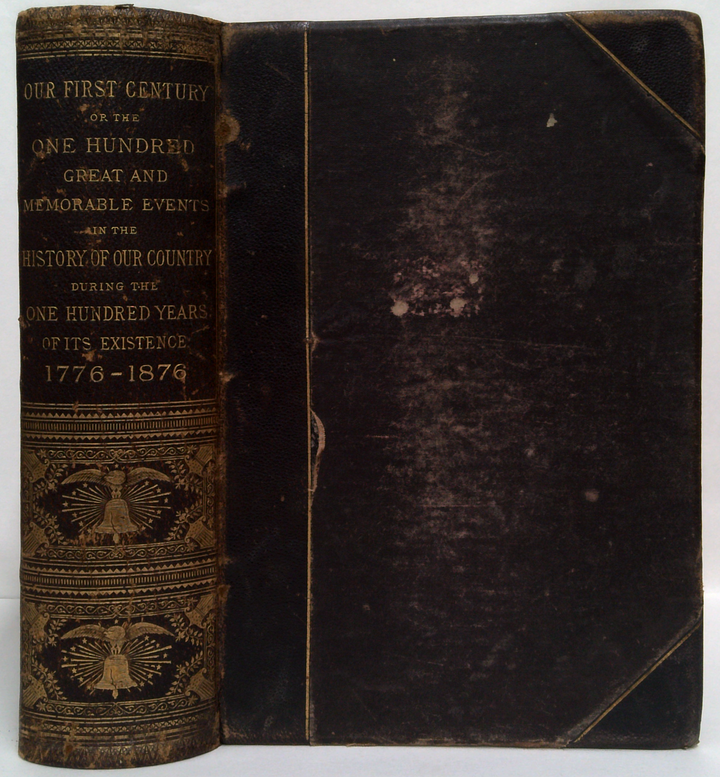 OUR FIRST CENTURY
OR THE
ONE HUNDRED
GREAT AND
MEMORABLE EVENTS
IN THE
HISTORY OF OUR COUNTRY
DURING THE
ONE HUNDRED YEARS
OF ITS EXISTENCE
1776-1876